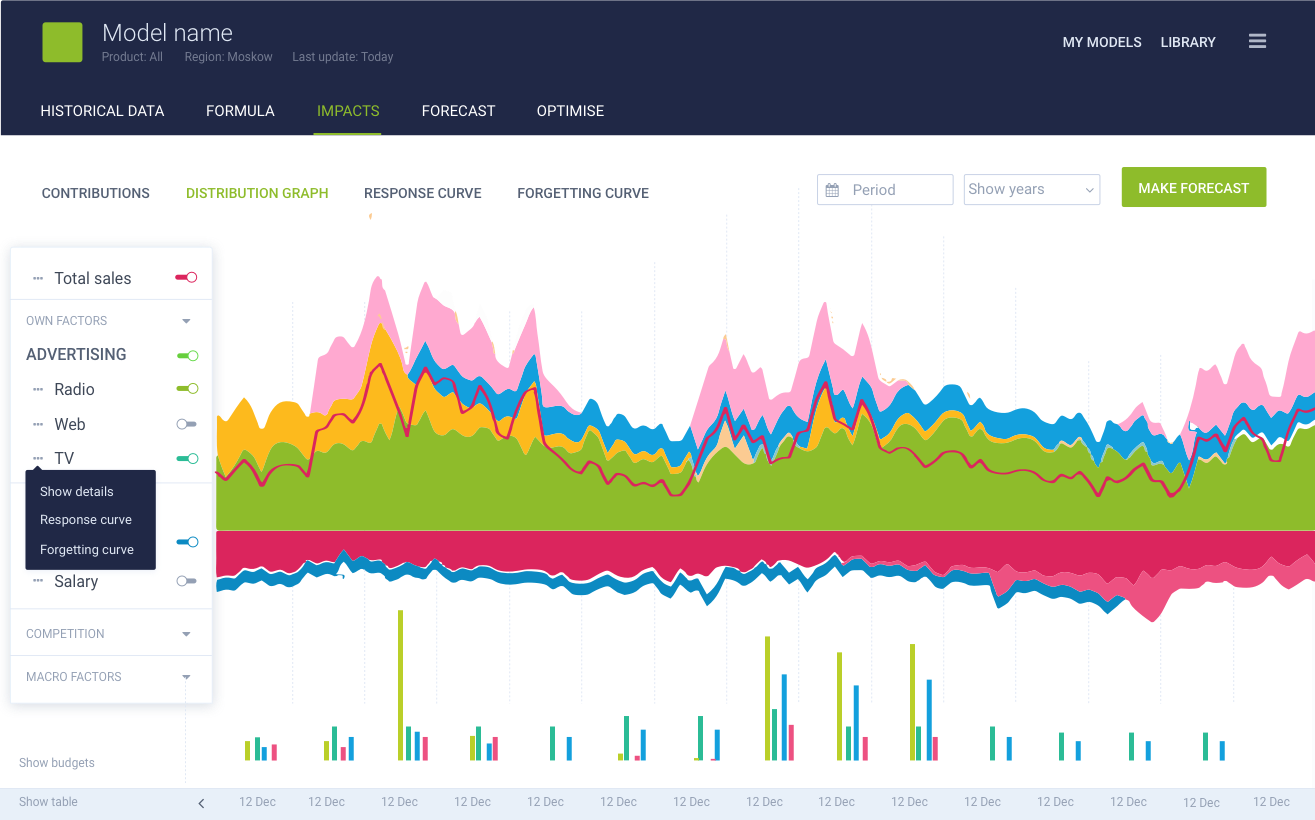 Model name
Product: All Region: Moskow Last update: Today
MY MODELS LIBRARY
HISTORICAL DATA FORMULA IMPACTS FORECAST OPTIMISE
CONTRIBUTIONS DISTRIBUTION GRAPH RESPONSE CURVE FORGETTING CURVE
Period Show years MAKE FORECAST
Total sales
OWN FACTORS
ADVERTISING
Radio
Web
TV
Show details
Response curve
Forgetting curve
Salary
COMPETITION
MACRO FACTORS
Show budgets
Show table 12 Dec 12 Dec 12 Dec 12 Dec 12 Dec 12 Dec 12 Dec 12 Dec 12 Dec 12 Dec 12 Dec 12 Dec 12 Dec 12 Dec 12 Dec